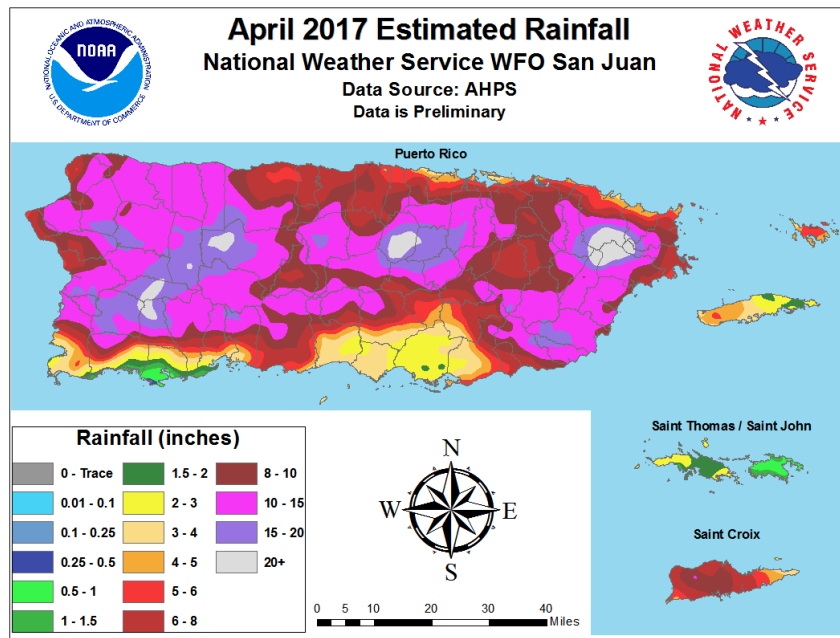 April 2017 Estimated Rainfall
National Weather Service WFO San Juan
Data Source: AHPS
Data is Preliminary
NATIONAL OCEANIC AND ATMOSPHERIC ADMINISTRATION
NOAA
U.S. DEPARTMENT OF COMMERCE
NATIONAL WEATHER SERVICE
Puerto Rico
Saint Thomas / Saint John
Saint Croix
Rainfall (inches)
0 - Trace
0.01 - 0.1
0.1 - 0.25
0.25 - 0.5
0.5 - 1
1 - 1.5
1.5 - 2
2 - 3
3 - 4
4 - 5
5 - 6
6 - 8
8 - 10
10 - 15
15 - 20
20+
N
W E
S
0 5 10 20 30 40
Miles